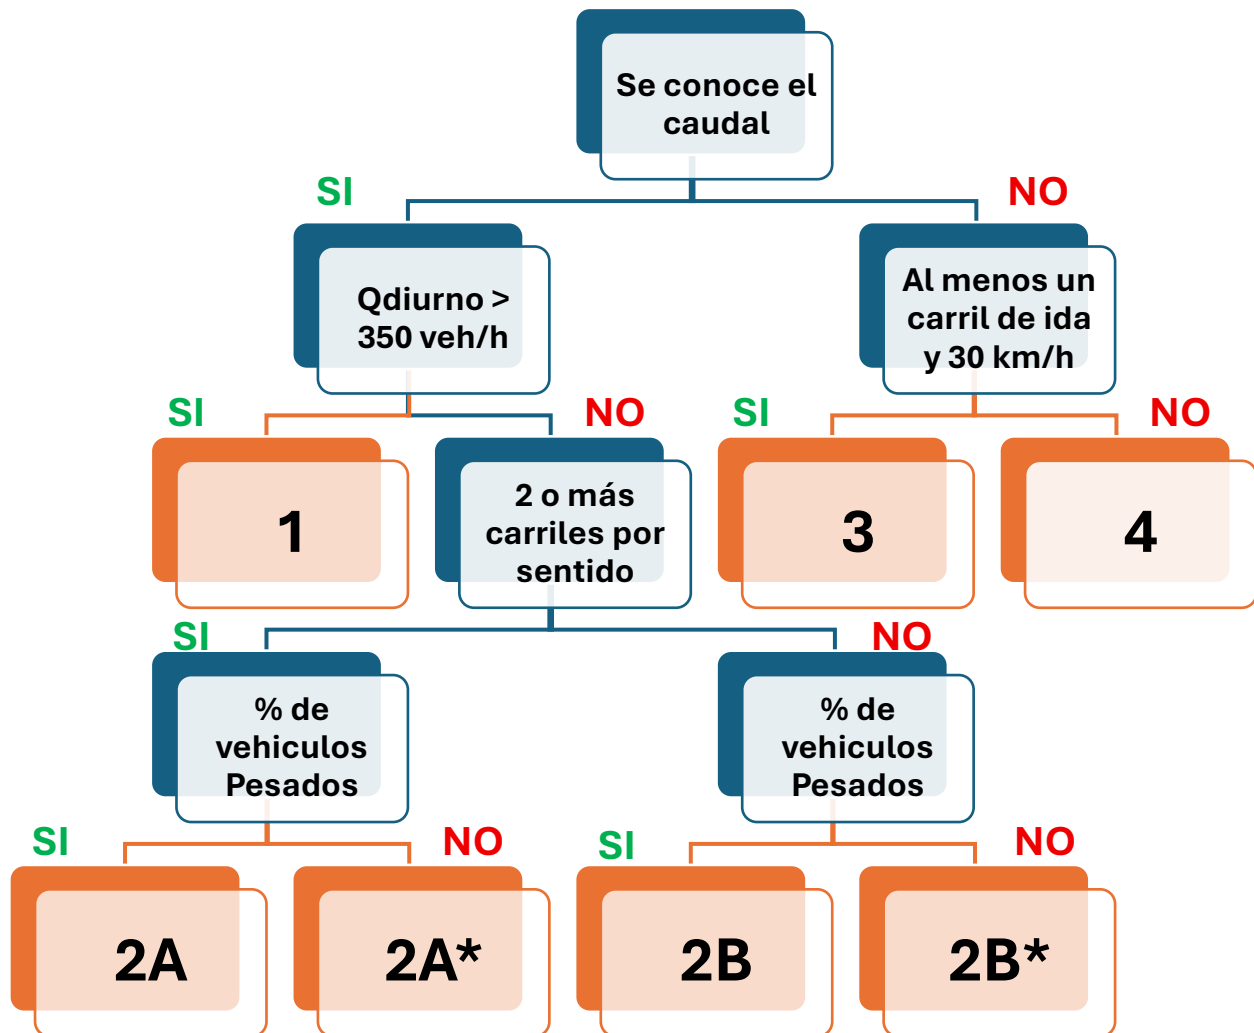 Se conoce el
caudal
SI
NO
Qdiurno >
350 veh/h
Al menos un
carril de ida
y 30 km/h
SI
NO
SI
NO
1
2 o más
carriles por
sentido
3
4
SI
NO
% de
vehiculos
Pesados
% de
vehiculos
Pesados
SI
NO
SI
NO
2A
2A*
2B
2B*